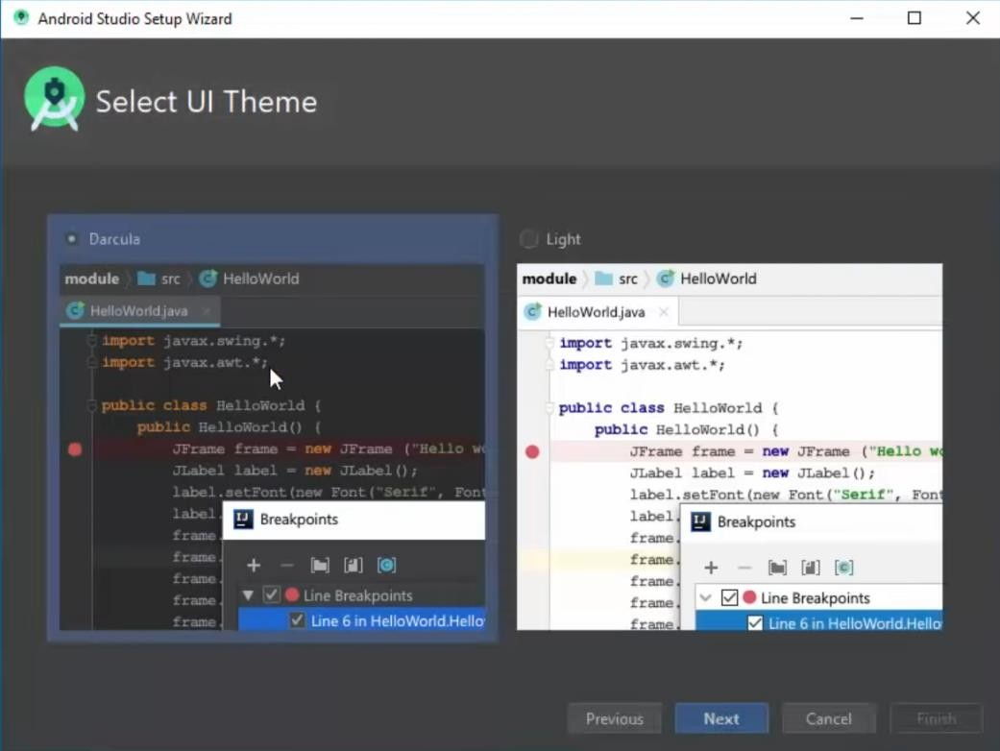 Android Studio Setup Wizard
Select UI Theme
Darcula
module src HelloWorld
HelloWorld.java
import javax.swing.*;
import javax.awt.*;
public class HelloWorld {
public HelloWorld() {
JFrame frame = new JFrame ("Hello wo
JLabel label = new JLabel();
label.setFont(new Font("Serif", Font
label.
frame.
frame.
frame.
frame.
frame.
Breakpoints
Line Breakpoints
Line 6 in HelloWorld.Hello
Light
module src HelloWorld
HelloWorld.java
import javax.swing.*;
import javax.awt.*;
public class HelloWorld {
public HelloWorld() {
JFrame frame = new JFrame ("Hello wo
JLabel label = new JLabel();
label.setFont(new Font("Serif", Font
label.
frame.
frame.
frame.
frame.
frame.
IJ Breakpoints
Line Breakpoints
Line 6 in HelloWorld.Hello
Previous Next Cancel Finish